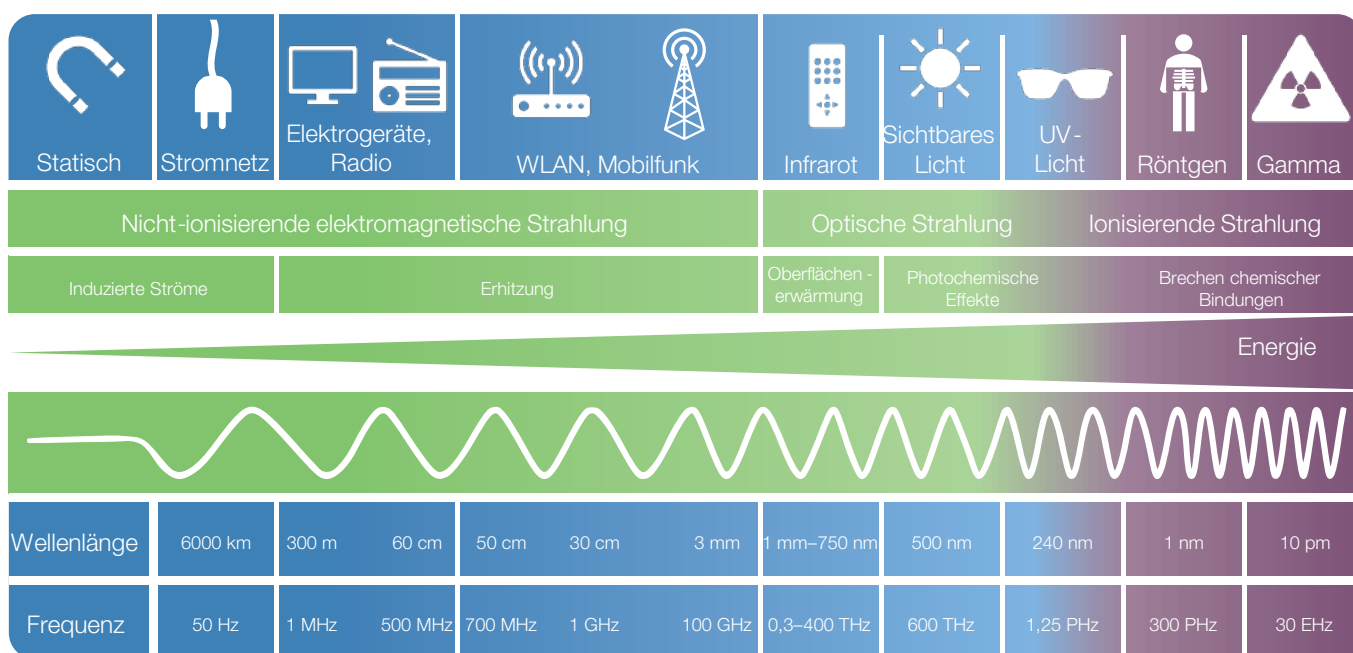 Statisch
Stromnetz
Elektrogeräte,
Radio
WLAN, Mobilfunk
Infrarot
Sichtbares
Licht
UV-
Licht
Röntgen
Gamma
Nicht-ionisierende elektromagnetische Strahlung
Optische Strahlung
Ionisierende Strahlung
Induzierte Ströme
Erhitzung
Oberflächen-
erwärmung
Photochemische
Effekte
Brechen chemischer
Bindungen
Energie
Wellenlänge
6000 km
300 m
60 cm
50 cm
30 cm
3 mm
1 mm–750 nm
500 nm
240 nm
1 nm
10 pm
Frequenz
50 Hz
1 MHz
500 MHz
700 MHz
1 GHz
100 GHz
0,3–400 THz
600 THz
1,25 PHz
300 PHz
30 EHz